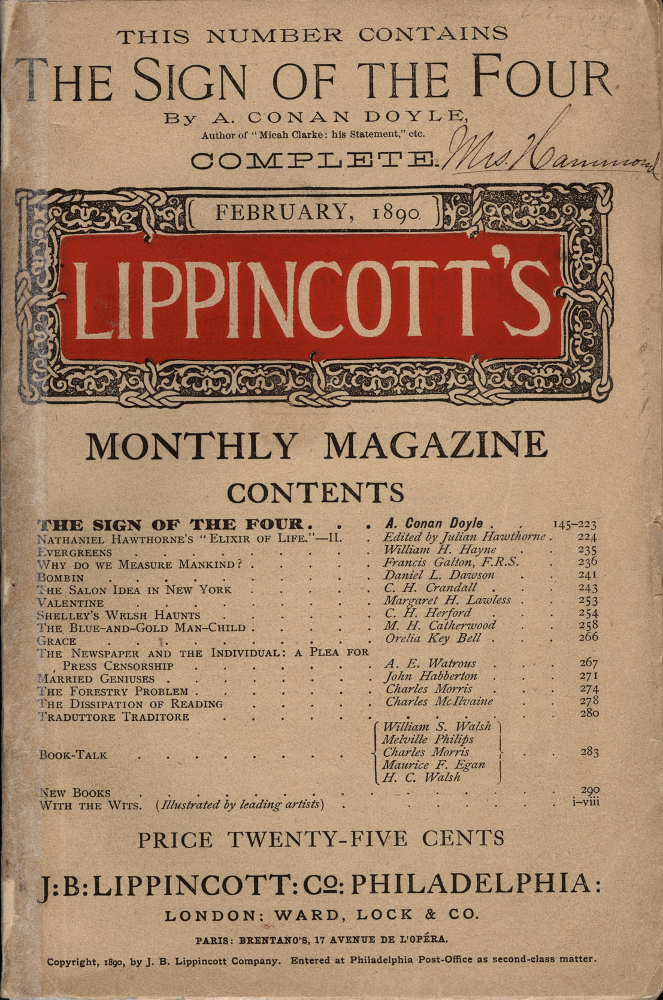 THIS NUMBER CONTAINS
THE SIGN OF THE FOUR
By A. CONAN DOYLE,
Author of "Micah Clarke: his Statement," etc.
COMPLETE.
Mrs. Hammond
FEBRUARY, 1890
LIPPINCOTT'S
MONTHLY MAGAZINE
CONTENTS
THE SIGN OF THE FOUR . . . A. Conan Doyle . . 145–223
NATHANIEL HAWTHORNE'S "ELIXIR OF LIFE."—II. . Edited by Julian Hawthorne . 224
EVERGREENS . . . . . . . . . William H. Hayne . . 235
WHY DO WE MEASURE MANKIND? . . . . . Francis Galton, F.R.S. . 236
BOMBIN . . . . . . . . . . Daniel L. Dawson . . 241
THE SALON IDEA IN NEW YORK . . . . . C. H. Crandall . . . 243
VALENTINE . . . . . . . . . Margaret H. Lawless . . 253
SHELLEY'S WELSH HAUNTS . . . . . . C. H. Herford . . . 254
THE BLUE–AND–GOLD MAN–CHILD . . . . . M. H. Catherwood . . 258
GRACE . . . . . . . . . . Orelia Key Bell . . . 266
THE NEWSPAPER AND THE INDIVIDUAL: A PLEA FOR
PRESS CENSORSHIP . . . . . . . A. E. Watrous . . . 267
MARRIED GENIUSES . . . . . . . . John Habberton . . . 271
THE FORESTRY PROBLEM . . . . . . . Charles Morris . . . 274
THE DISSIPATION OF READING . . . . . Charles McIlvaine . . 278
TRADUTTORE TRADITORE . . . . . . . . . . . . 280
William S. Walsh
Melville Philips
BOOK-TALK . . . . . . . . Charles Morris . . 283
Maurice F. Egan
H. C. Walsh
NEW BOOKS . . . . . . . . . . . . . . . 290
WITH THE WITS. (Illustrated by leading artists) . . . . . . . i–viii
PRICE TWENTY-FIVE CENTS
J:B:LIPPINCOTT:Co:PHILADELPHIA:
LONDON: WARD, LOCK & CO.
PARIS: BRENTANO'S, 17 AVENUE DE L'OPÉRA.
Copyright, 1890, by J. B. Lippincott Company. Entered at Philadelphia Post-Office as second-class matter.